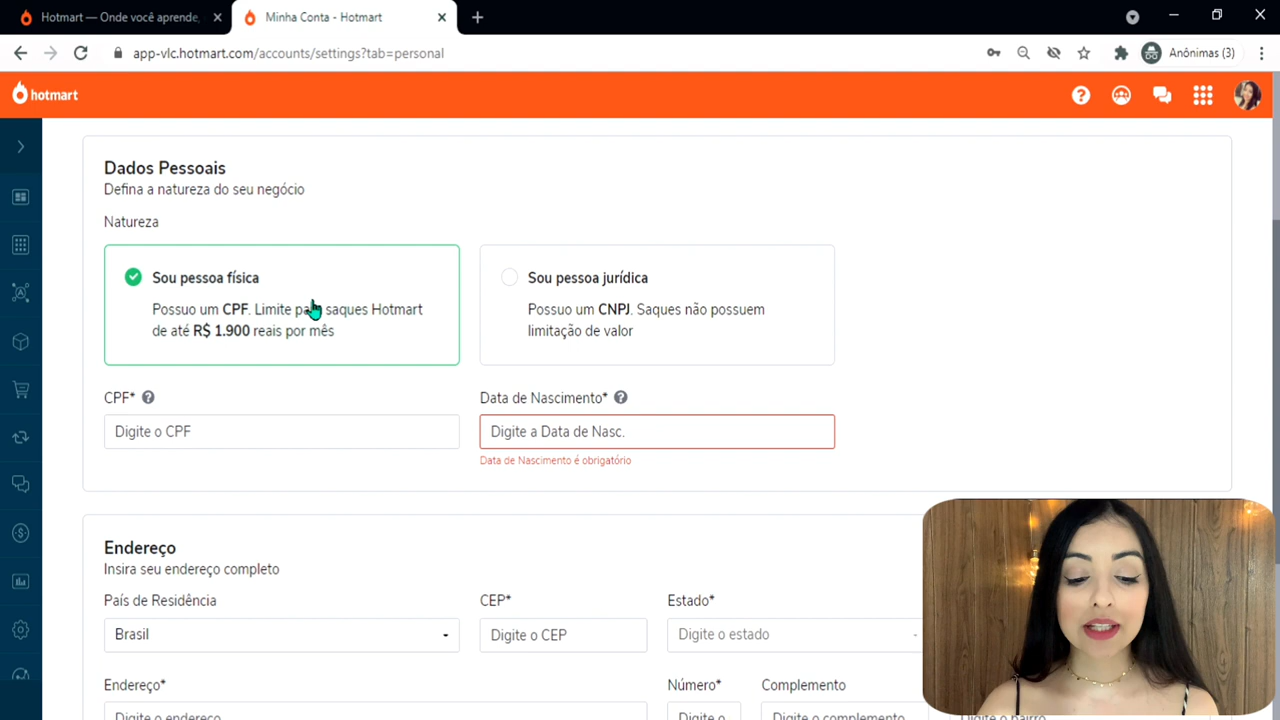 Hotmart — Onde você aprende,
Minha Conta - Hotmart
app-vlc.hotmart.com/accounts/settings?tab=personal
Anônimas (3)
hotmart
Dados Pessoais
Defina a natureza do seu negócio
Natureza
Sou pessoa física
Possuo um CPF. Limite para saques Hotmart
de até R$ 1.900 reais por mês
Sou pessoa jurídica
Possuo um CNPJ. Saques não possuem
limitação de valor
CPF*
Data de Nascimento*
Digite o CPF
Digite a Data de Nasc.
Data de Nascimento é obrigatório
Endereço
Insira seu endereço completo
País de Residência
CEP*
Estado*
Brasil
Digite o CEP
Digite o estado
Endereço*
Número*
Complemento
Digite o endereço
Digite o
Digite o complemento